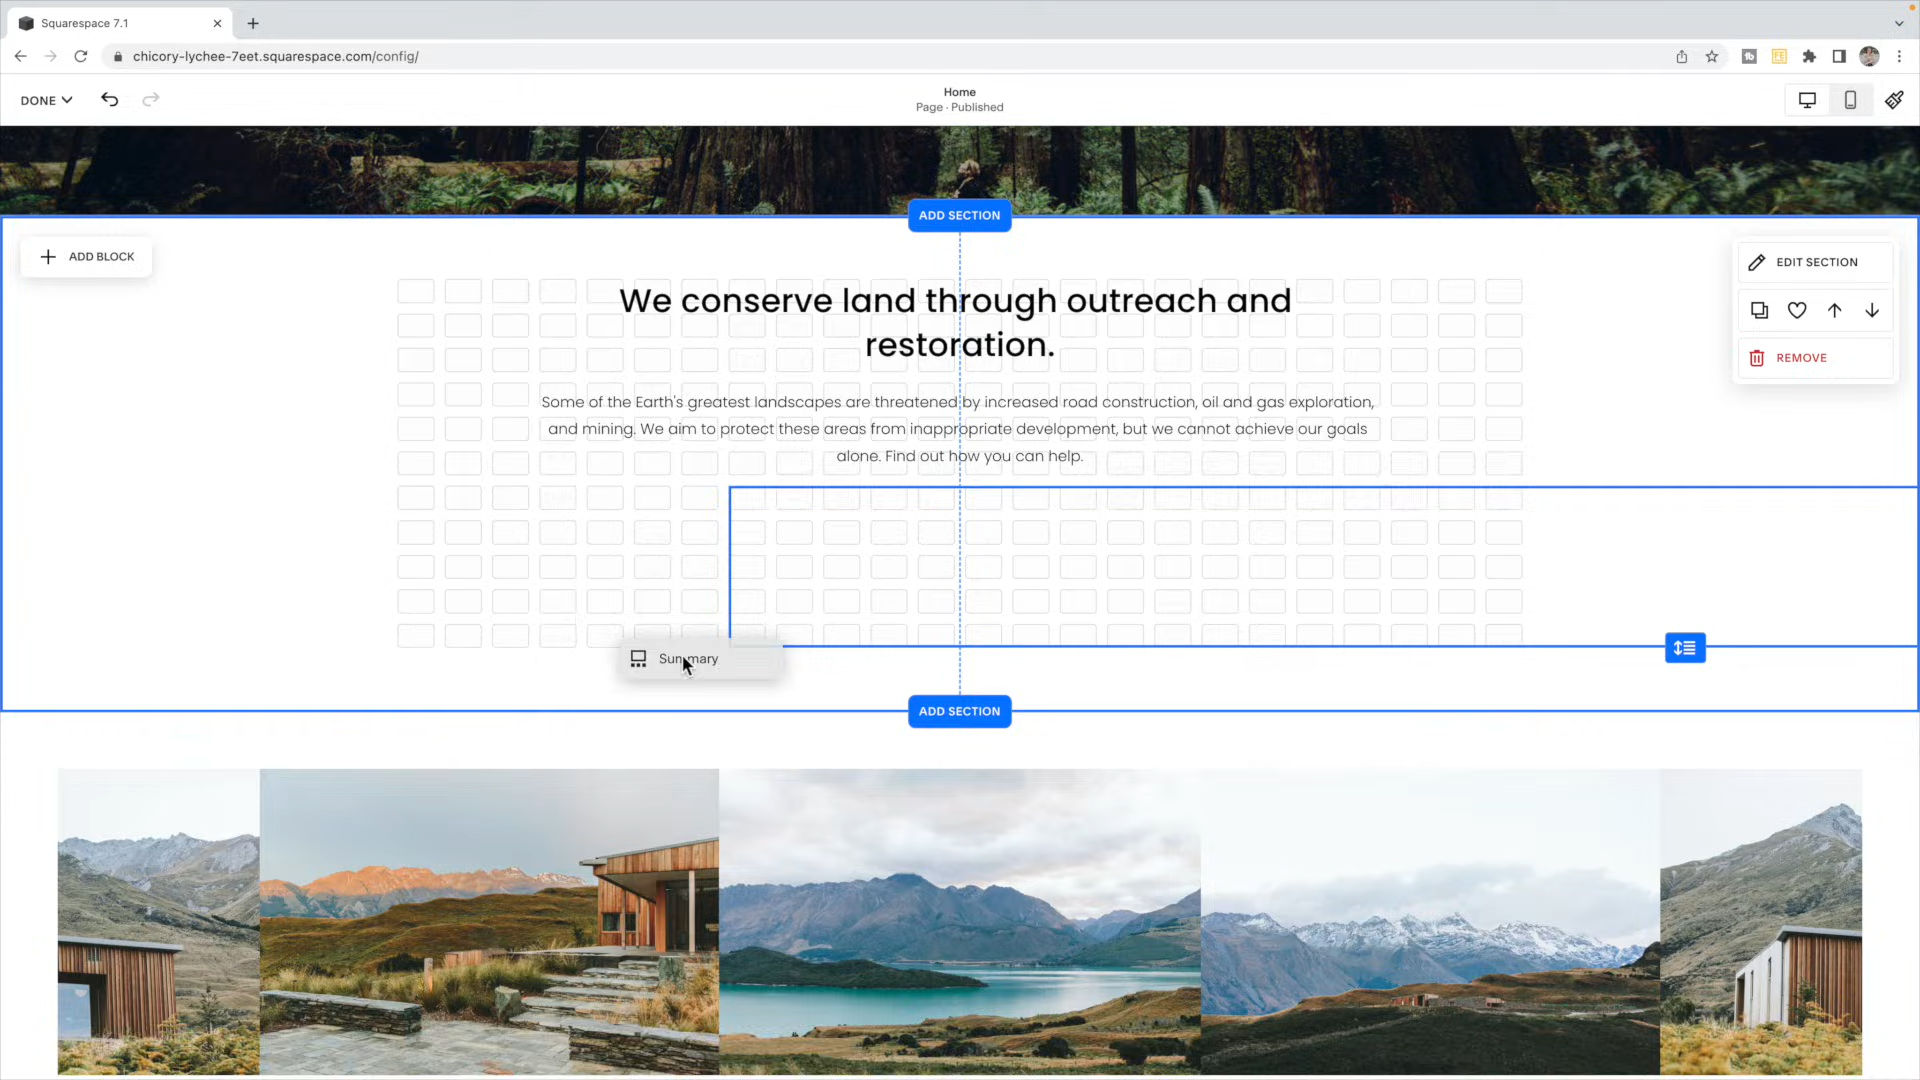 Squarespace 7.1
chicory-lychee-7eet.squarespace.com/config/
DONE
Home
Page · Published
ADD SECTION
ADD BLOCK
EDIT SECTION
REMOVE
We conserve land through outreach and
restoration.
Some of the Earth's greatest landscapes are threatened by increased road construction, oil and gas exploration,
and mining. We aim to protect these areas from inappropriate development, but we cannot achieve our goals
alone. Find out how you can help.
Summary
ADD SECTION